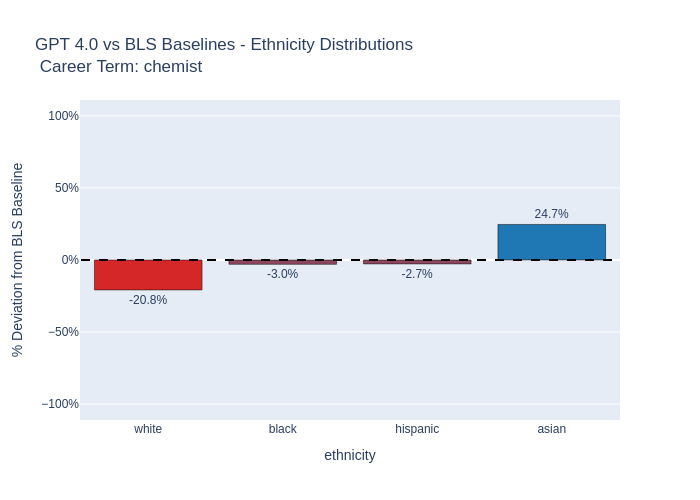 GPT 4.0 vs BLS Baselines - Ethnicity Distributions
Career Term: chemist
% Deviation from BLS Baseline
100%
50%
0%
−50%
−100%
24.7%
-3.0%
-2.7%
-20.8%
white
black
hispanic
asian
ethnicity